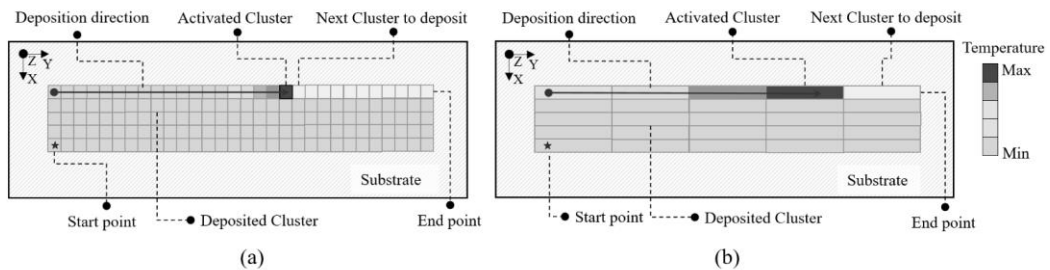 Deposition direction
Activated Cluster
Next Cluster to deposit
Z Y
X
Substrate
Start point
Deposited Cluster
End point
(a)
Deposition direction
Activated Cluster
Next Cluster to deposit
Z Y
X
Substrate
Start point
Deposited Cluster
End point
(b)
Temperature
Max
Min